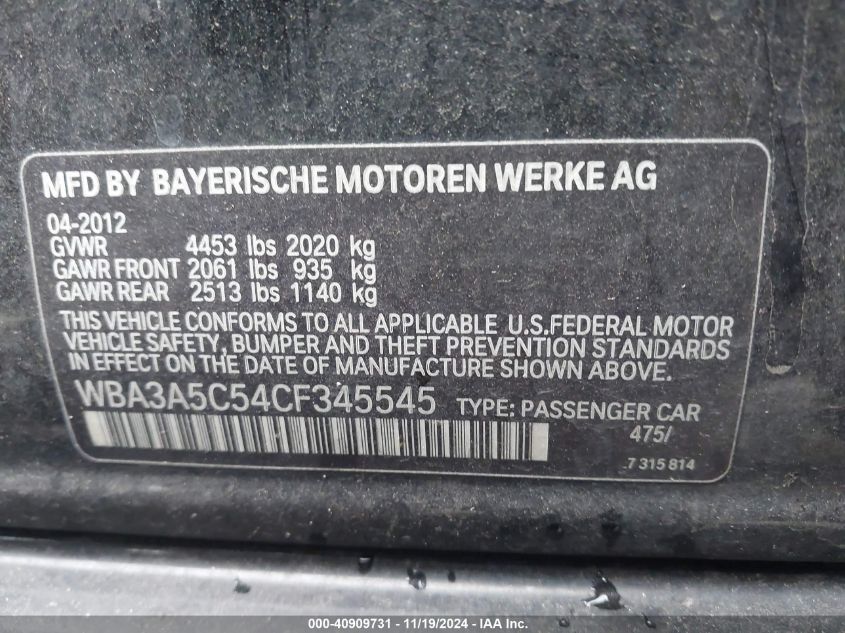 MFD BY BAYERISCHE MOTOREN WERKE AG
04-2012
GVWR 4453 lbs 2020 kg
GAWR FRONT 2061 lbs 935 kg
GAWR REAR 2513 lbs 1140 kg
THIS VEHICLE CONFORMS TO ALL APPLICABLE U.S.FEDERAL MOTOR
VEHICLE SAFETY, BUMPER AND THEFT PREVENTION STANDARDS
IN EFFECT ON THE DATE OF MANUFACTURE SHOWN ABOVE.
WBA3A5C54CF345545 TYPE: PASSENGER CAR
475/
7 315 814
000-40909731 - 11/19/2024 - IAA Inc.